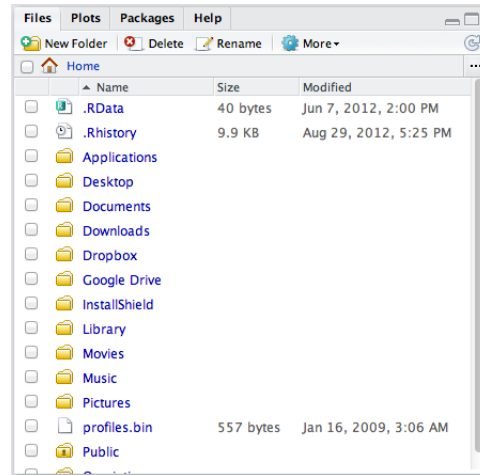 Files Plots Packages Help
New Folder Delete Rename More
Home ...
Name Size Modified
.RData 40 bytes Jun 7, 2012, 2:00 PM
.Rhistory 9.9 KB Aug 29, 2012, 5:25 PM
Applications
Desktop
Documents
Downloads
Dropbox
Google Drive
InstallShield
Library
Movies
Music
Pictures
profiles.bin 557 bytes Jan 16, 2009, 3:06 AM
Public